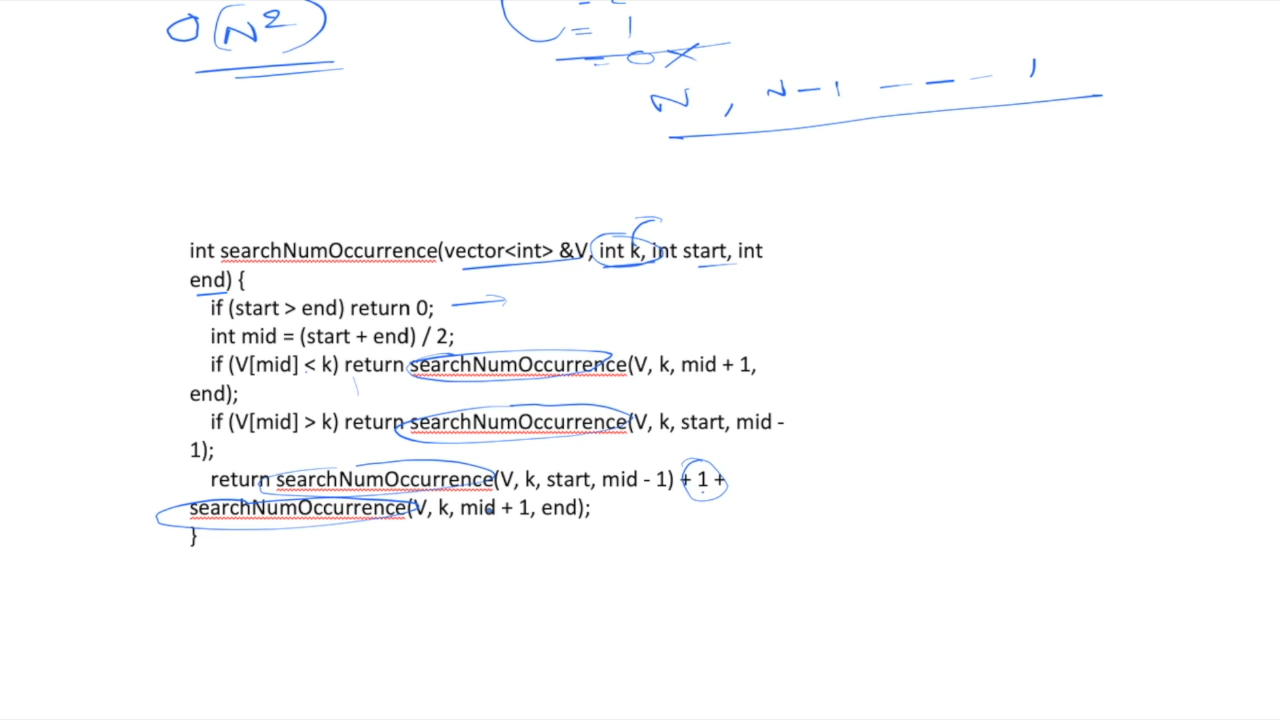 O(N²)
= 2
= 1
= 0 X
N, N-1 - - - 1
int searchNumOccurrence(vector<int> &V, int k, int start, int
end) {
if (start > end) return 0;
int mid = (start + end) / 2;
if (V[mid] < k) return searchNumOccurrence(V, k, mid + 1,
end);
if (V[mid] > k) return searchNumOccurrence(V, k, start, mid -
1);
return searchNumOccurrence(V, k, start, mid - 1) + 1 +
searchNumOccurrence(V, k, mid + 1, end);
}